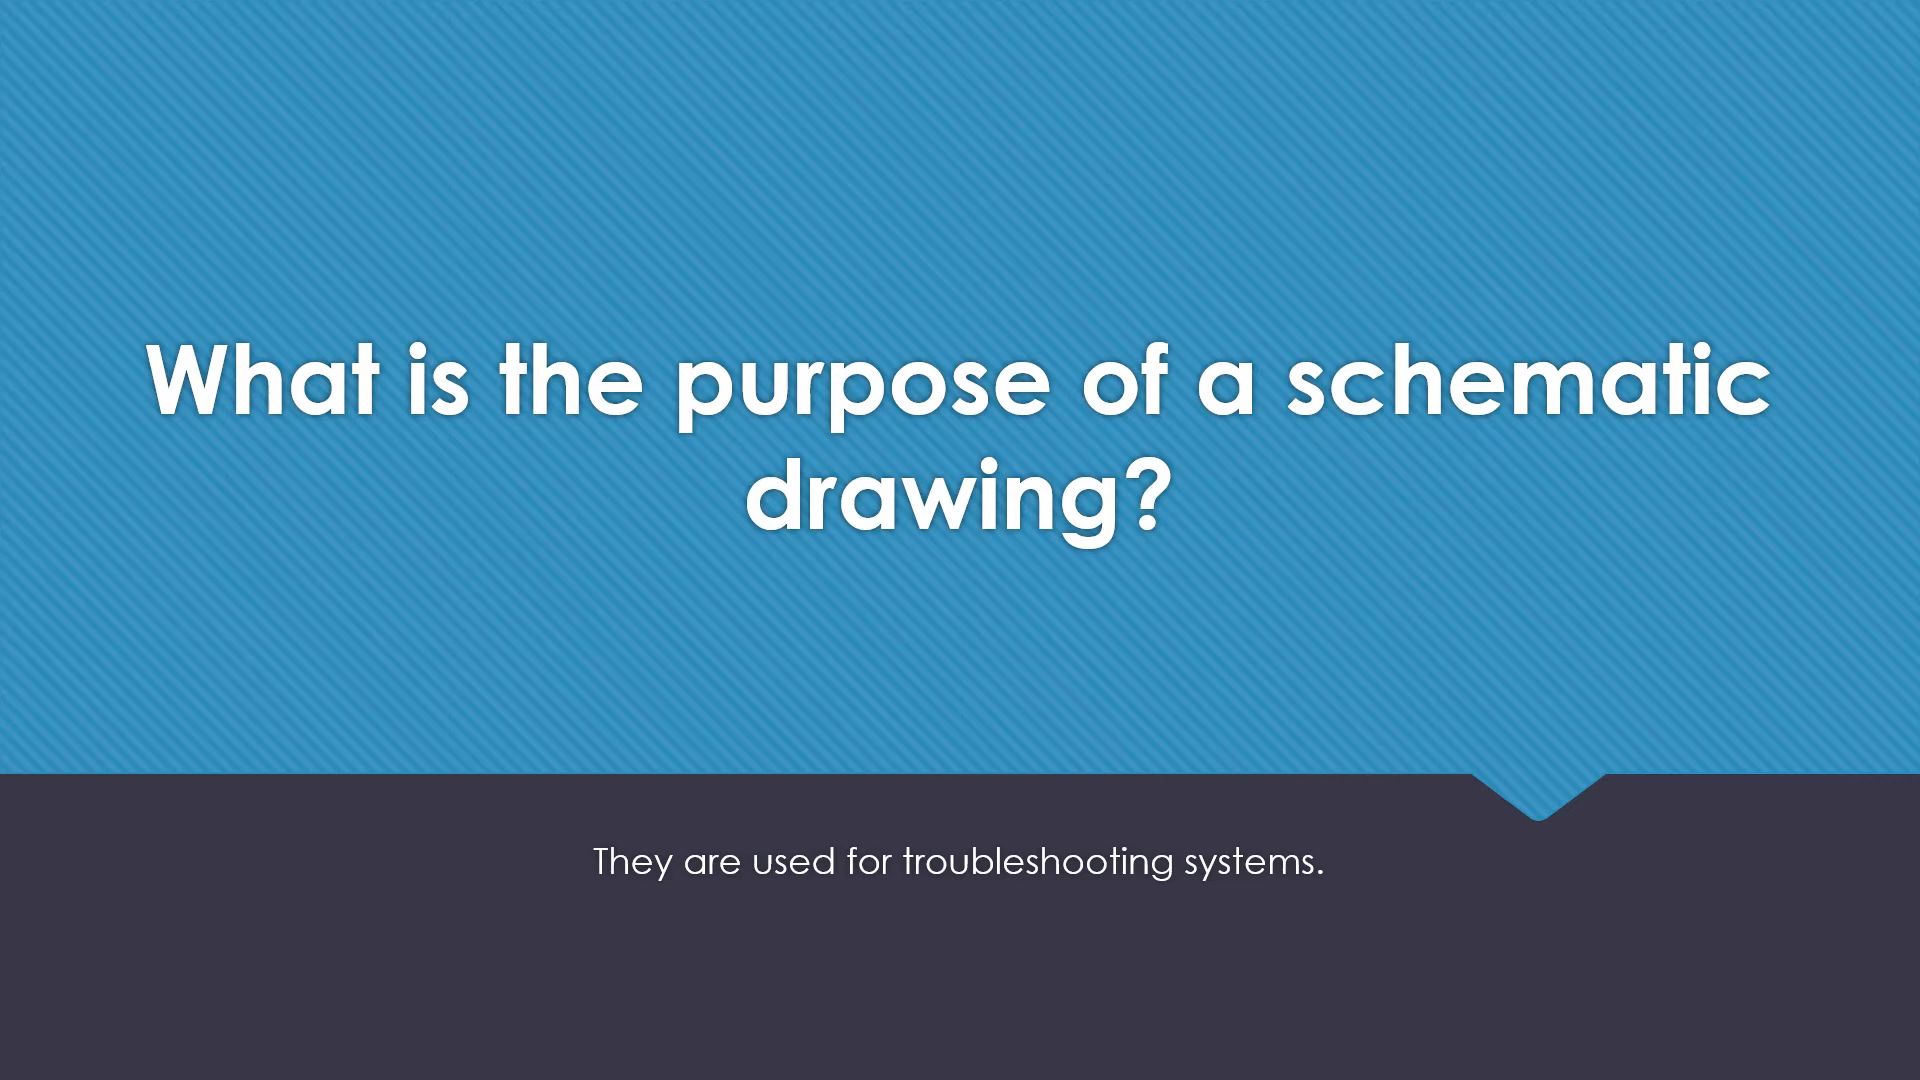 What is the purpose of a schematic
drawing?
They are used for troubleshooting systems.